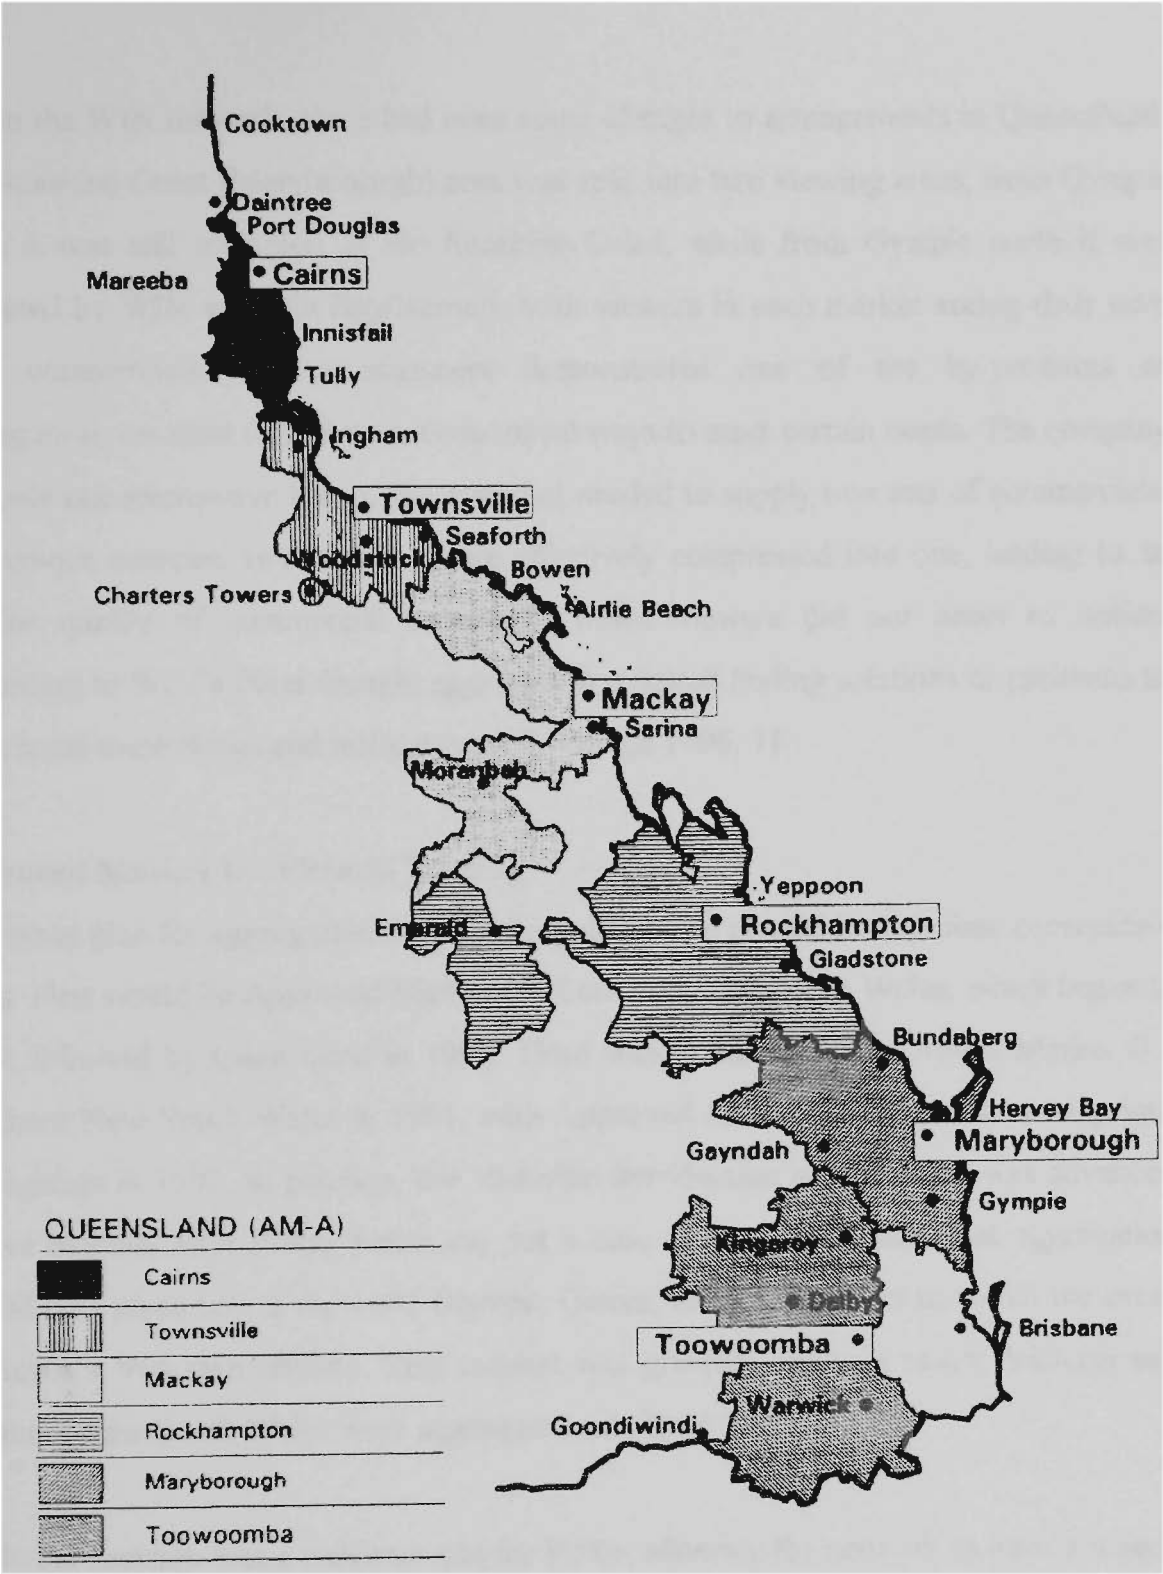 Cooktown
Daintree
Port Douglas
Mareeba
Cairns
Innisfail
Tully
Ingham
Townsville
Seaforth
Woodstock
Bowen
Charters Towers
Airlie Beach
Mackay
Sarina
Moranbah
Yeppoon
Emerald
Rockhampton
Gladstone
Bundaberg
Hervey Bay
Maryborough
Gayndah
Gympie
Kingaroy
Dalby
Brisbane
Toowoomba
Warwick
Goondiwindi
QUEENSLAND (AM-A)
Cairns
Townsville
Mackay
Rockhampton
Maryborough
Toowoomba